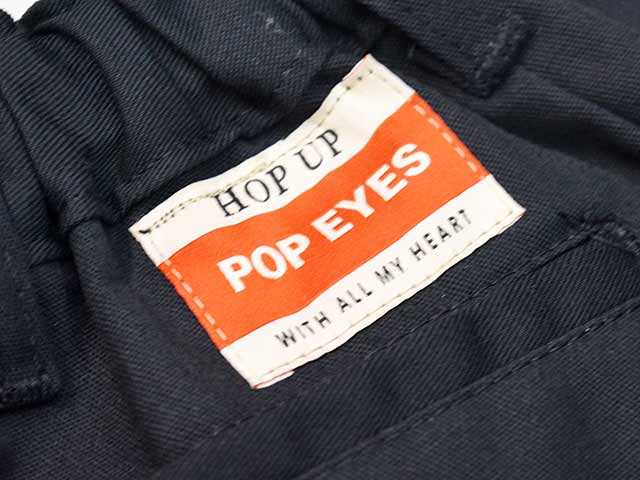 HOP UP
POP EYES
WITH ALL MY HEART